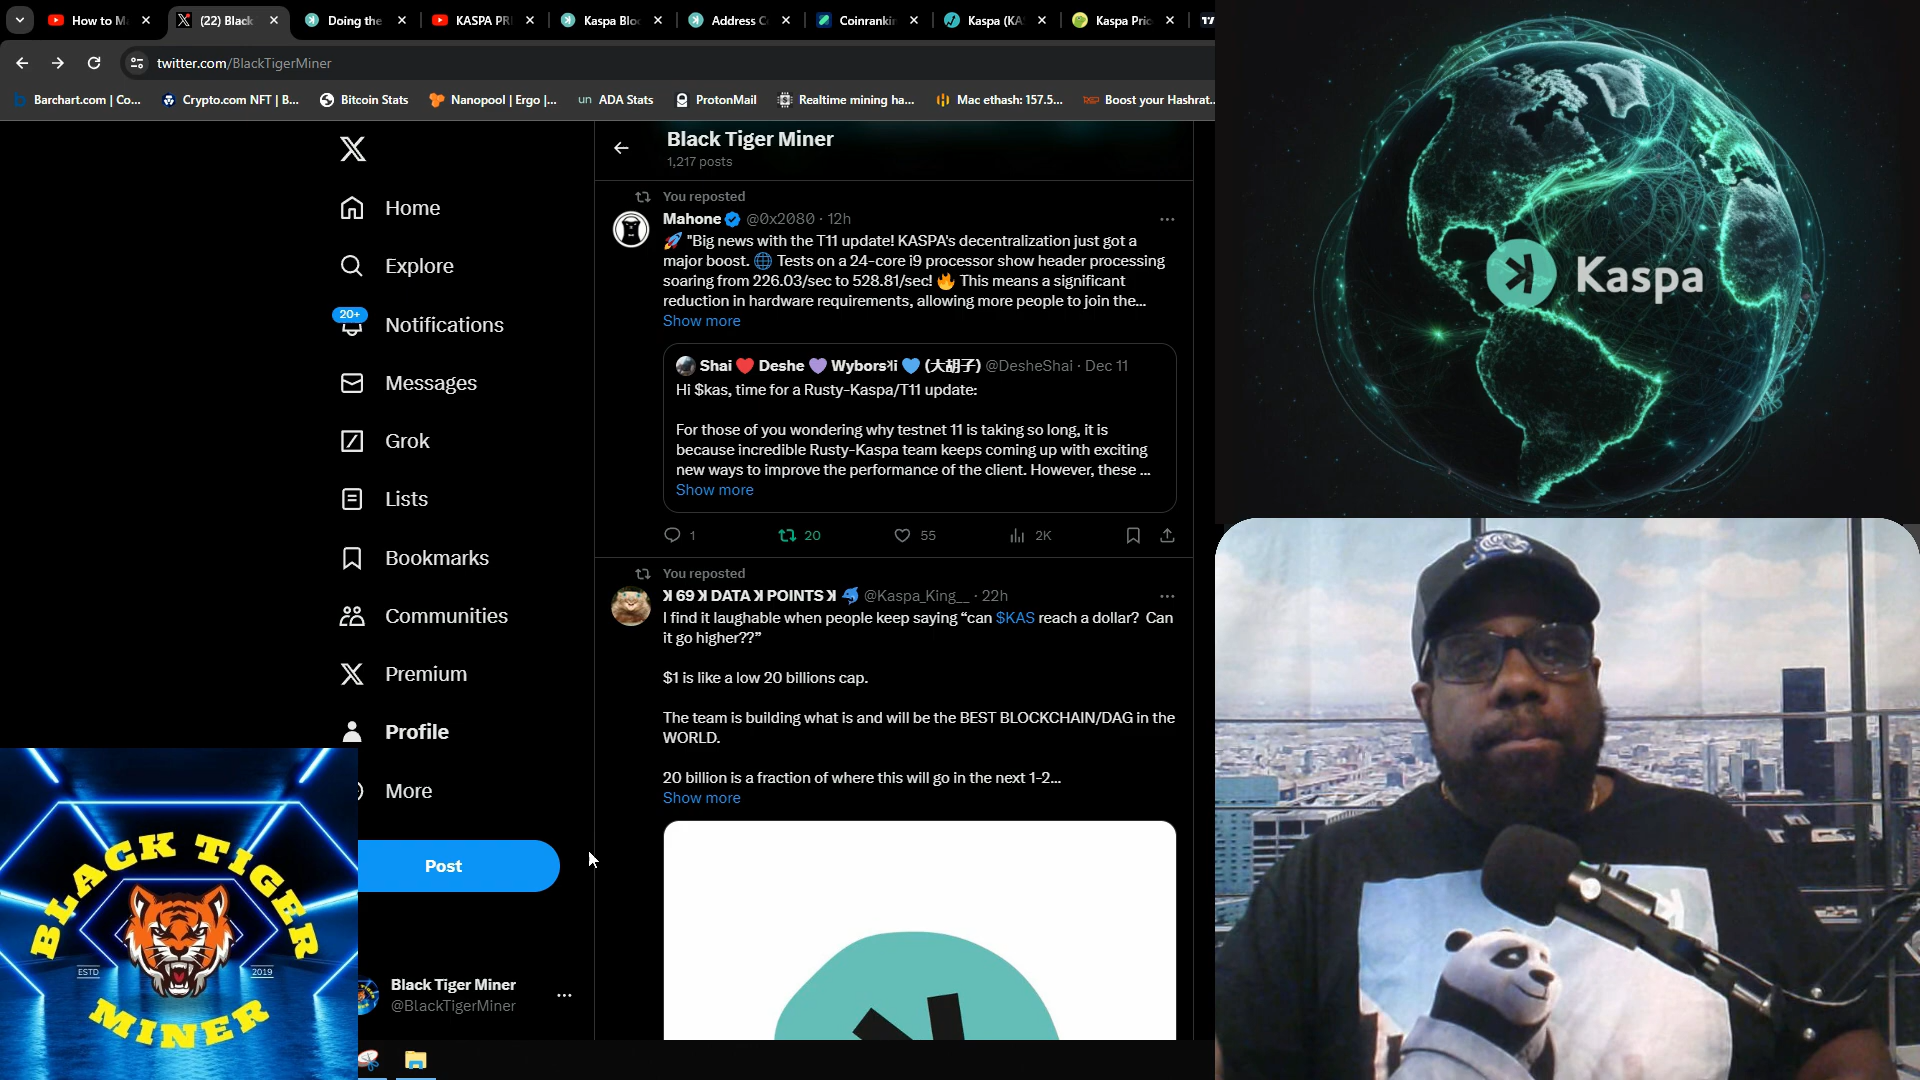 How to M
(22) Black
Doing the
KASPA PR
Kaspa Blo
Address C
Coinranki
Kaspa (KA
Kaspa Pric
twitter.com/BlackTigerMiner
Barchart.com | Co...
Crypto.com NFT | B...
Bitcoin Stats
Nanopool | Ergo |...
un ADA Stats
ProtonMail
Realtime mining ha...
Mac ethash: 157.5...
Boost your Hashrat...
Black Tiger Miner
1,217 posts
Home
Explore
20+
Notifications
Messages
Grok
Lists
Bookmarks
Communities
Premium
Profile
More
Post
Black Tiger Miner
@BlackTigerMiner
You reposted
Mahone @0x2080 · 12h
🚀 "Big news with the T11 update! KASPA's decentralization just got a
major boost. 🌐 Tests on a 24-core i9 processor show header processing
soaring from 226.03/sec to 528.81/sec! 🔥 This means a significant
reduction in hardware requirements, allowing more people to join the...
Show more
Shai ❤️ Deshe 💜 Wyborski 💙 (大胡子) @DesheShai · Dec 11
Hi $kas, time for a Rusty-Kaspa/T11 update:
For those of you wondering why testnet 11 is taking so long, it is
because incredible Rusty-Kaspa team keeps coming up with exciting
new ways to improve the performance of the client. However, these ...
Show more
1 20 55 2K
You reposted
ꓘ 69 ꓘ DATA ꓘ POINTS ꓘ 🐬 @Kaspa_King__ · 22h
I find it laughable when people keep saying “can $KAS reach a dollar? Can
it go higher??”
$1 is like a low 20 billions cap.
The team is building what is and will be the BEST BLOCKCHAIN/DAG in the
WORLD.
20 billion is a fraction of where this will go in the next 1-2...
Show more
Kaspa
BLACK TIGER
ESTD 2019
MINER